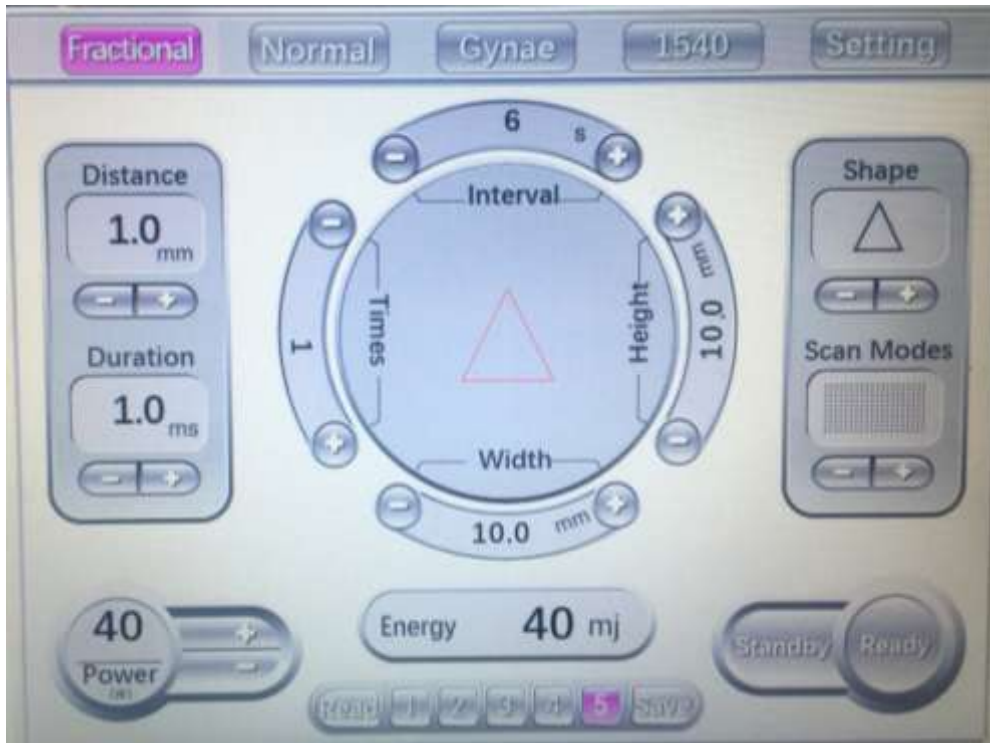 Fractional Normal Gynae 1540 Setting
6 s
Interval
Distance
1.0 mm
Duration
1.0 ms
Times
1
Height
10.0 mm
Width
10.0 mm
Shape
Scan Modes
40
Power
(W)
Energy 40 mj
Standby Ready
Read 1 2 3 4 5 Save